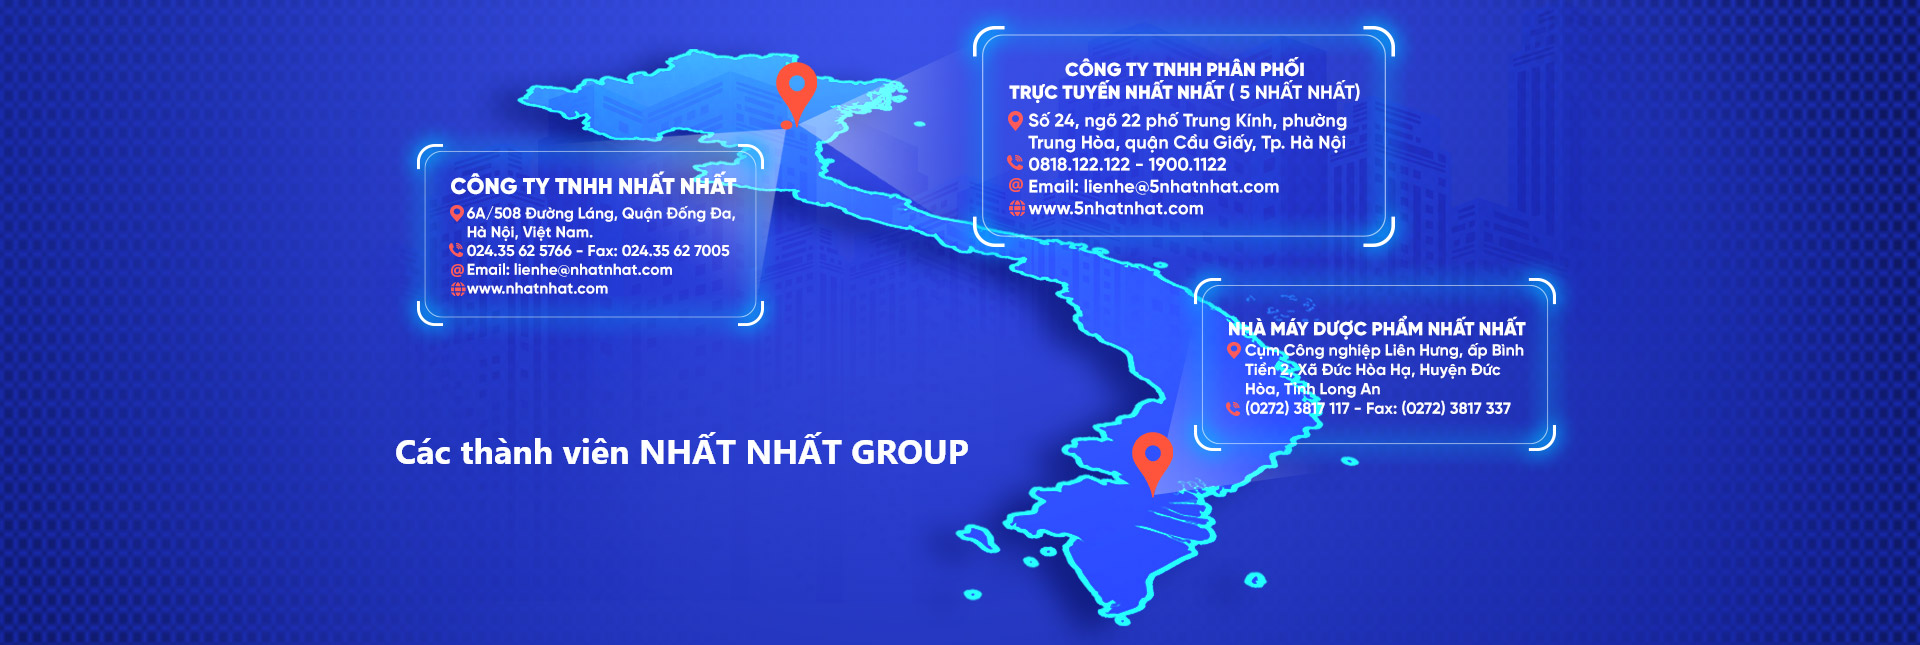 CÔNG TY TNHH PHÂN PHỐI
TRỰC TUYẾN NHẤT NHẤT ( 5 NHẤT NHẤT)
Số 24, ngõ 22 phố Trung Kính, phường
Trung Hòa, quận Cầu Giấy, Tp. Hà Nội
0818.122.122 - 1900.1122
@ Email: lienhe@5nhatnhat.com
www.5nhatnhat.com
CÔNG TY TNHH NHẤT NHẤT
6A/508 Đường Láng, Quận Đống Đa,
Hà Nội, Việt Nam.
024.35 62 5766 - Fax: 024.35 62 7005
@ Email: lienhe@nhatnhat.com
www.nhatnhat.com
NHÀ MÁY DƯỢC PHẨM NHẤT NHẤT
Cụm Công nghiệp Liên Hưng, ấp Bình
Tiền 2, Xã Đức Hòa Hạ, Huyện Đức
Hòa, Tỉnh Long An
(0272) 3817 117 - Fax: (0272) 3817 337
Các thành viên NHẤT NHẤT GROUP